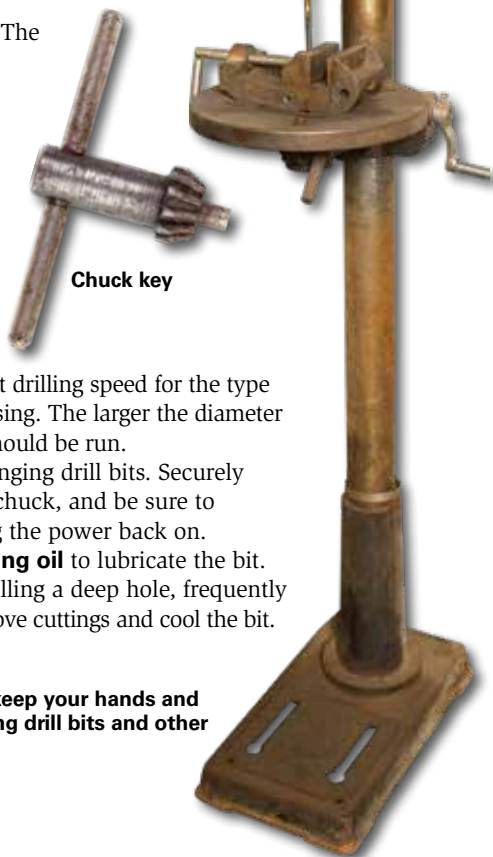 The
Chuck key
t drilling speed for the type
sing. The larger the diameter
hould be run.
nging drill bits. Securely
chuck, and be sure to
g the power back on.
ng oil to lubricate the bit.
lling a deep hole, frequently
ove cuttings and cool the bit.
keep your hands and
ng drill bits and other